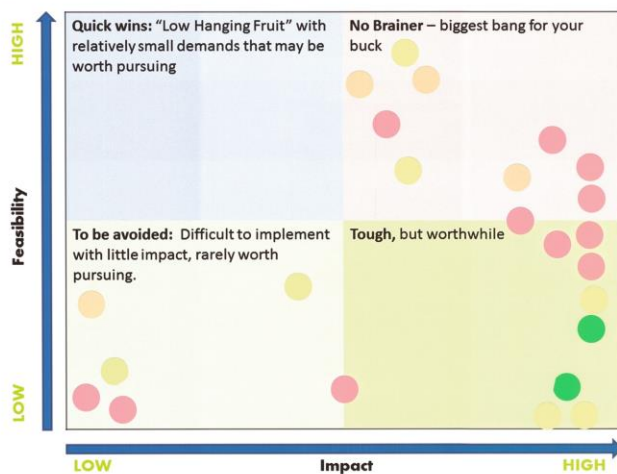 HIGH
Quick wins: “Low Hanging Fruit” with
relatively small demands that may be
worth pursuing
No Brainer – biggest bang for your
buck
Feasibility
To be avoided:  Difficult to implement
with little impact, rarely worth
pursuing.
Tough, but worthwhile
LOW
LOW
Impact
HIGH